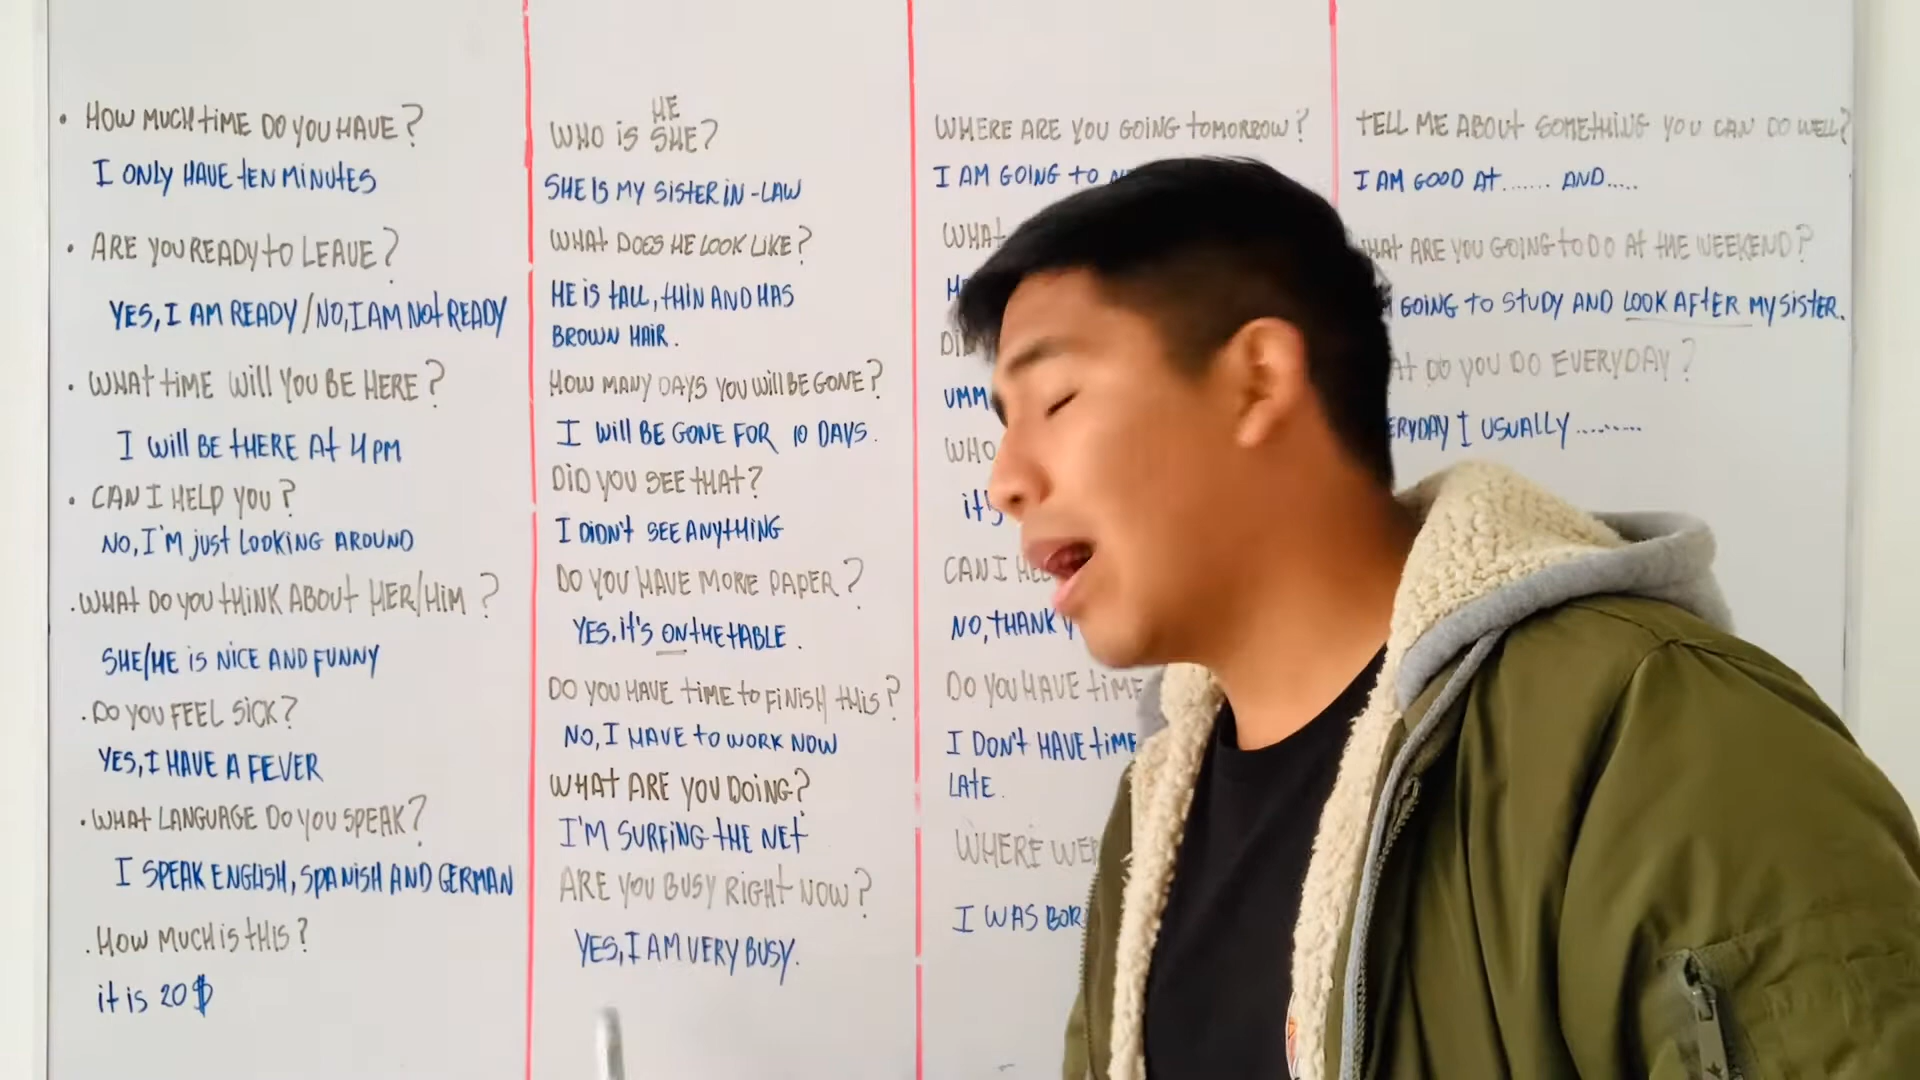 • HOW MUCH TIME DO YOU HAVE?
I ONLY HAVE TEN MINUTES
• ARE YOU READY TO LEAVE?
YES, I AM READY / NO, I AM NOT READY
• WHAT TIME WILL YOU BE HERE?
I WILL BE THERE AT 4 PM
• CAN I HELP YOU?
NO, I'M JUST LOOKING AROUND
. WHAT DO YOU THINK ABOUT HER/HIM?
SHE/HE IS NICE AND FUNNY
. DO YOU FEEL SICK?
YES, I HAVE A FEVER
. WHAT LANGUAGE DO YOU SPEAK?
I SPEAK ENGLISH, SPANISH AND GERMAN
. HOW MUCH IS THIS?
it is 20 $
HE
WHO is SHE?
SHE IS MY SISTER IN-LAW
WHAT DOES HE LOOK LIKE?
HE IS TALL, THIN AND HAS
BROWN HAIR.
HOW MANY DAYS YOU WILL BE GONE?
I WILL BE GONE FOR 10 DAYS.
DID YOU SEE THAT?
I DIDN'T SEE ANYTHING
DO YOU HAVE MORE PAPER?
YES, IT'S ON THE TABLE.
DO YOU HAVE TIME TO FINISH THIS?
NO, I HAVE TO WORK NOW
WHAT ARE YOU DOING?
I'M SURFING THE NET
ARE YOU BUSY RIGHT NOW?
YES, I AM VERY BUSY.
WHERE ARE YOU GOING TOMORROW?
I AM GOING TO
WHAT
WHO
it's
CAN I
NO, THANK
DO YOU HAVE TIME
I DON'T HAVE TIME
LATE.
WHERE
I WAS
TELL ME ABOUT SOMETHING YOU CAN DO WELL?
I AM GOOD AT....... AND.....
ARE YOU GOING TO DO AT THE WEEKEND?
GOING TO STUDY AND LOOK AFTER MY SISTER.
DO YOU DO EVERYDAY?
I USUALLY.........